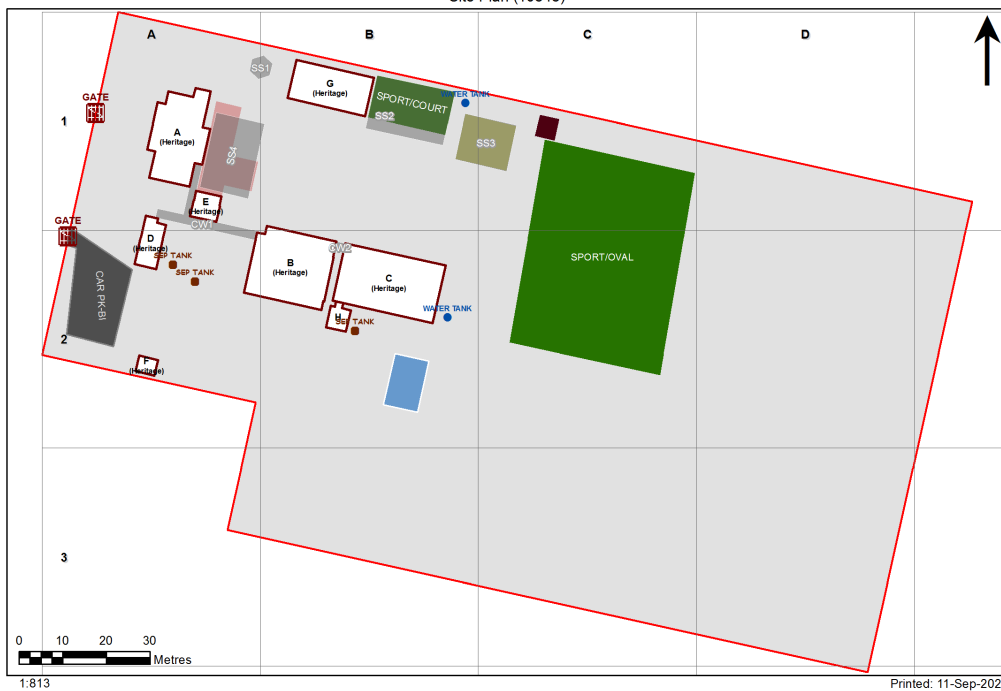 A
B
C
D
SS1
G
(Heritage)
SPORT/COURT
WATER TANK
GATE
SS2
1
A
(Heritage)
SS3
SS4
E
(Heritage)
GATE
CW1
D
(Heritage)
SEP TANK
SEP TANK
CAR PK-BI
CW2
B
(Heritage)
C
(Heritage)
SPORT/OVAL
WATER TANK
H
SEP TANK
2
F
(Heritage)
3
0 10 20 30
Metres
1:813
Printed: 11-Sep-202